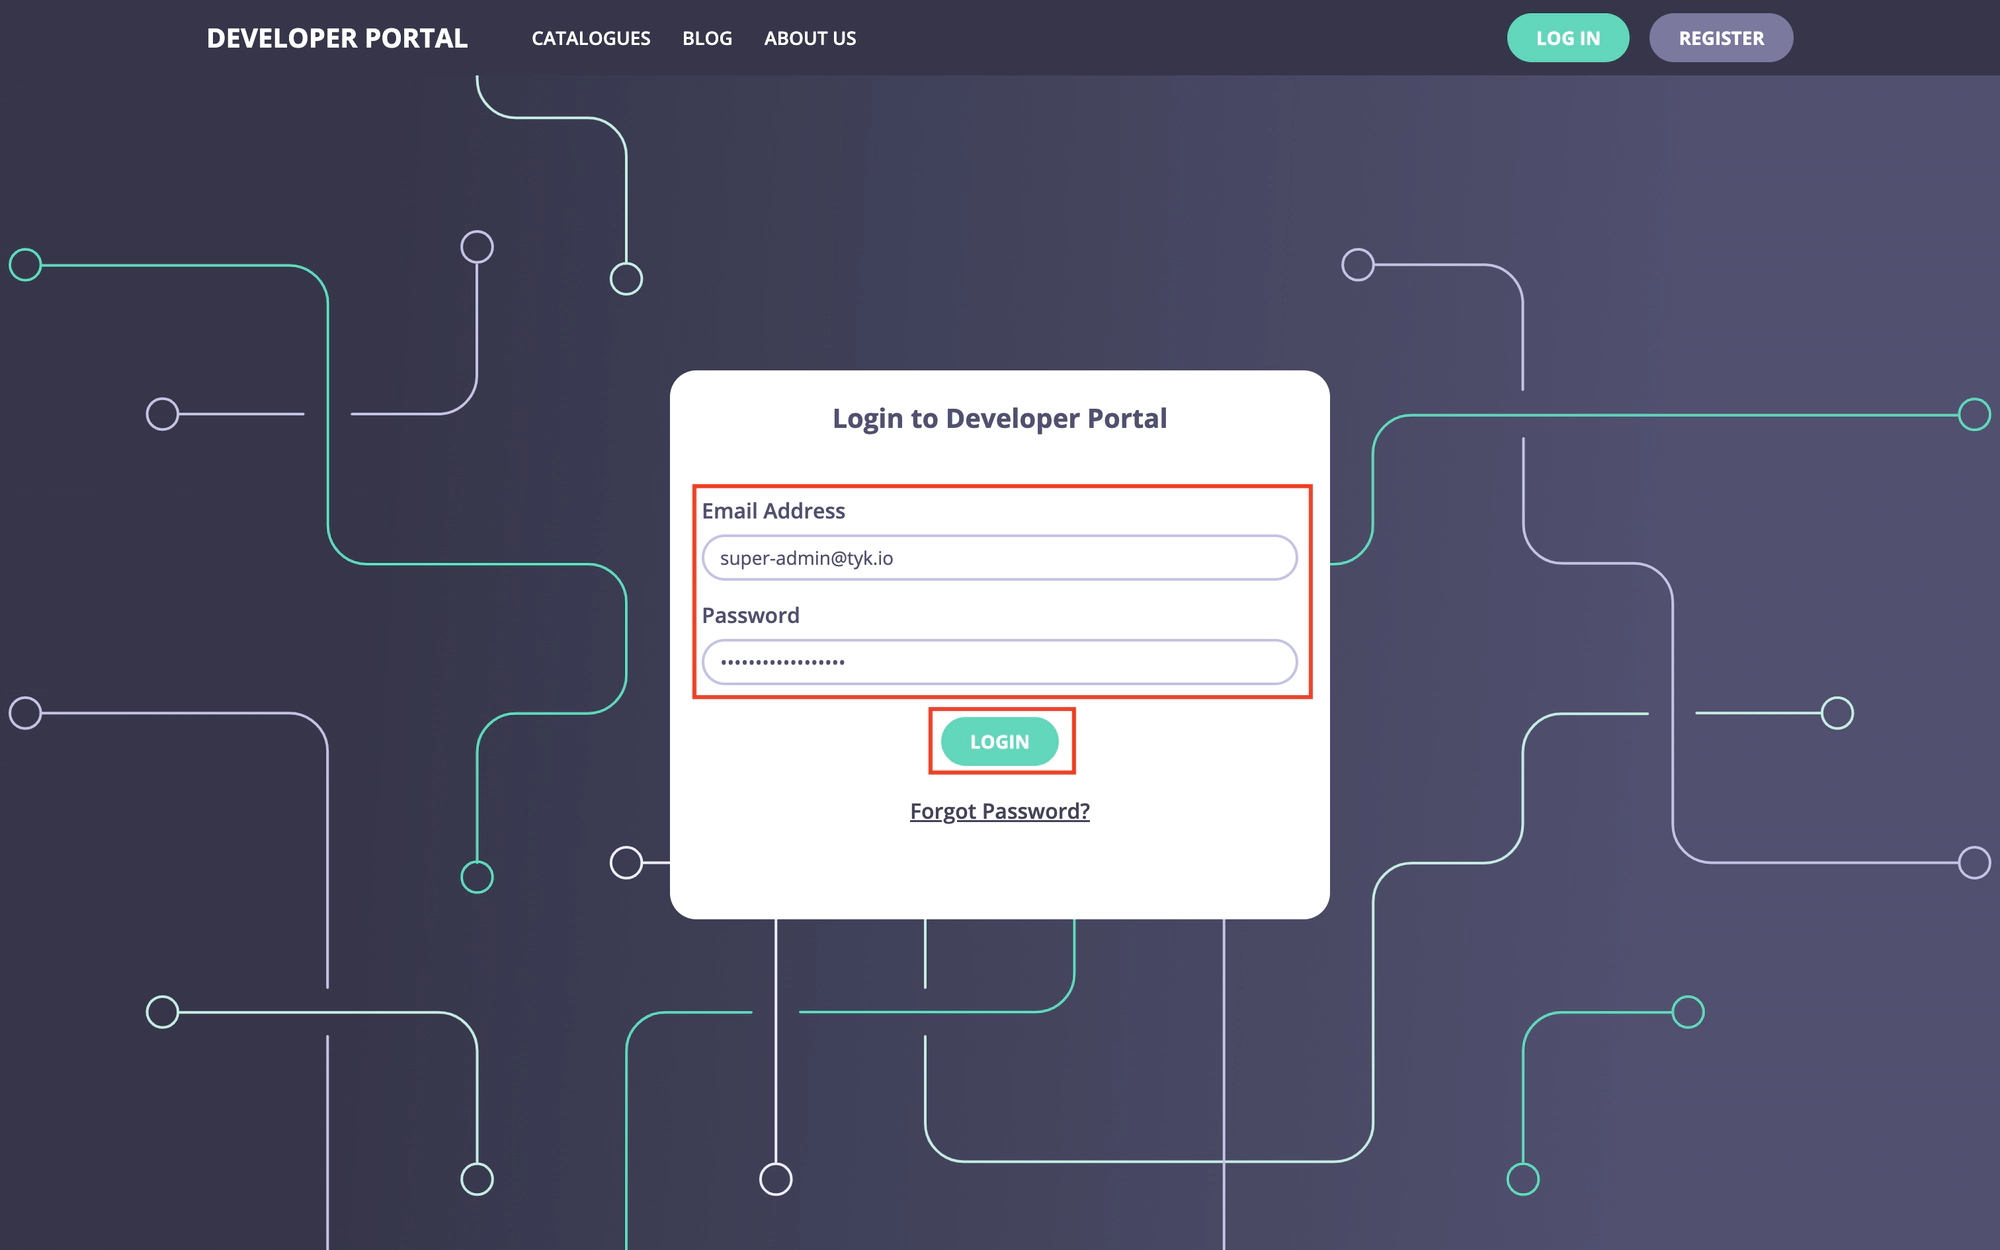 DEVELOPER PORTAL CATALOGUES BLOG ABOUT US LOG IN REGISTER
Login to Developer Portal
Email Address
super-admin@tyk.io
Password
••••••••••••••••••
LOGIN
Forgot Password?